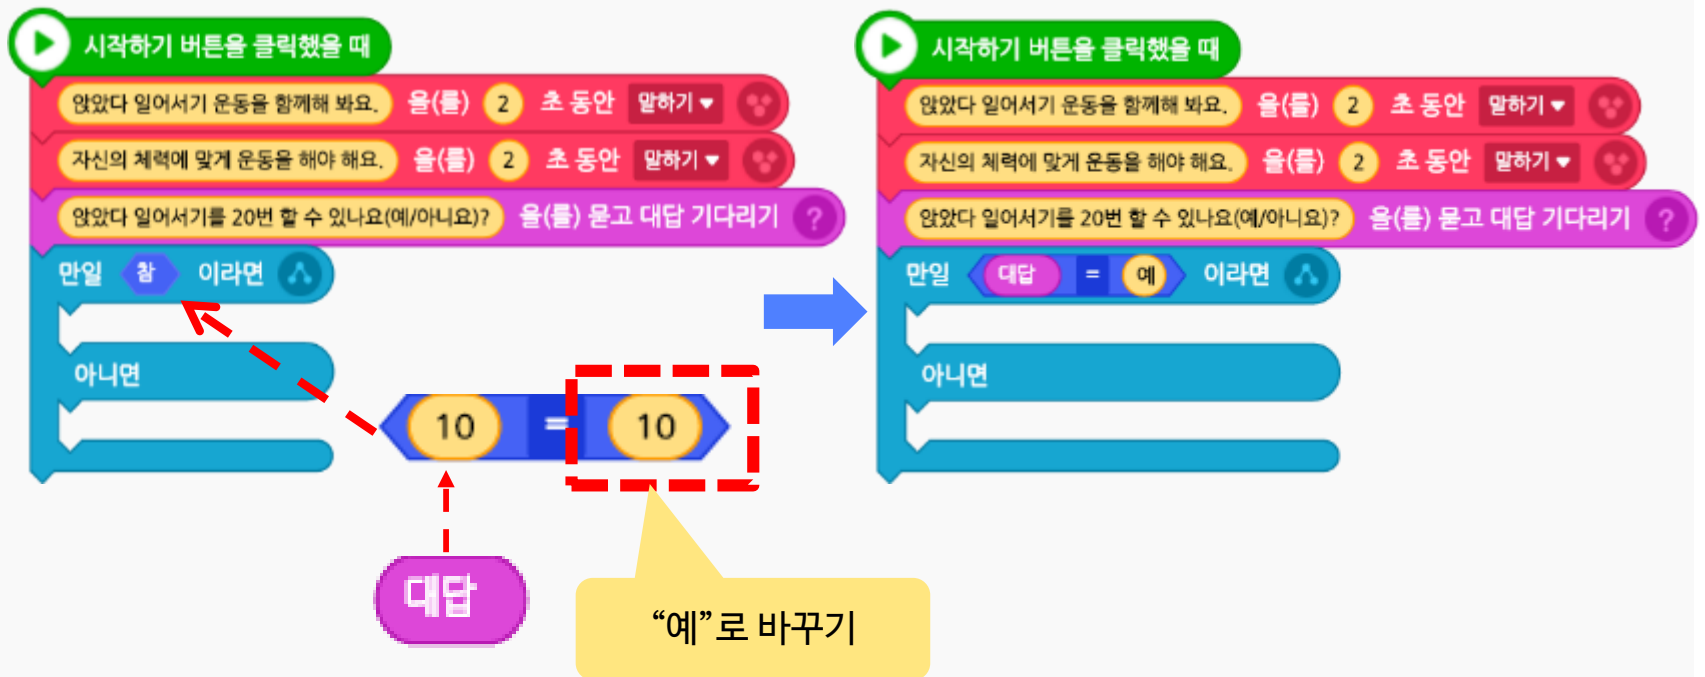 시작하기 버튼을 클릭했을 때
앉았다 일어서기 운동을 함께해 봐요. 을(를) 2 초 동안 말하기
자신의 체력에 맞게 운동을 해야 해요. 을(를) 2 초 동안 말하기
앉았다 일어서기를 20번 할 수 있나요(예/아니요)? 을(를) 묻고 대답 기다리기 ?
만일 참 이라면
아니면
10 = 10
대답
“예”로 바꾸기
시작하기 버튼을 클릭했을 때
앉았다 일어서기 운동을 함께해 봐요. 을(를) 2 초 동안 말하기
자신의 체력에 맞게 운동을 해야 해요. 을(를) 2 초 동안 말하기
앉았다 일어서기를 20번 할 수 있나요(예/아니요)? 을(를) 묻고 대답 기다리기 ?
만일 대답 = 예 이라면
아니면